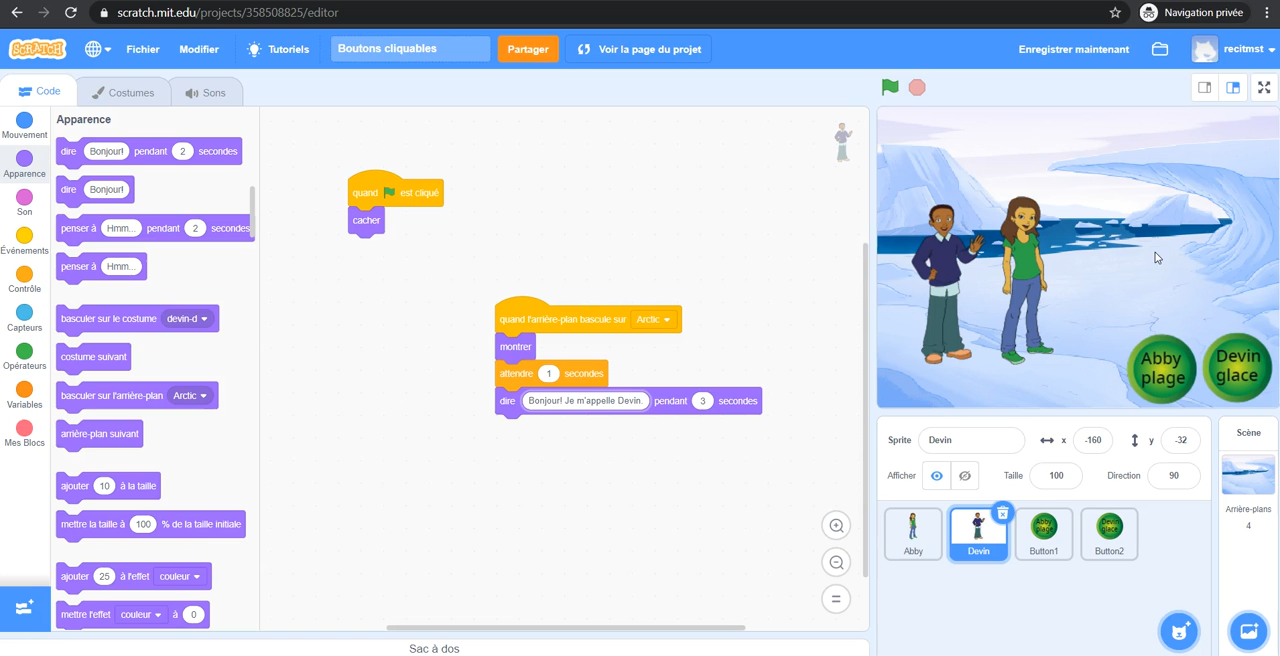 scratch.mit.edu/projects/358508825/editor
Navigation privée
SCRATCH
Fichier
Modifier
Tutoriels
Boutons cliquables
Partager
Voir la page du projet
Enregistrer maintenant
recitmst
Code
Costumes
Sons
Mouvement
Apparence
Son
Événements
Contrôle
Capteurs
Opérateurs
Variables
Mes Blocs
Apparence
dire Bonjour! pendant 2 secondes
dire Bonjour!
penser à Hmm... pendant 2 secondes
penser à Hmm...
basculer sur le costume devin-d
costume suivant
basculer sur l'arrière-plan Arctic
arrière-plan suivant
ajouter 10 à la taille
mettre la taille à 100 % de la taille initiale
ajouter 25 à l'effet couleur
mettre l'effet couleur à 0
quand est cliqué
cacher
quand l'arrière-plan bascule sur Arctic
montrer
attendre 1 secondes
dire Bonjour! Je m'appelle Devin. pendant 3 secondes
Sac à dos
Abby
plage
Devin
glace
Sprite Devin x -160 y -32
Afficher Taille 100 Direction 90
Abby
Devin
Abby
plage
Button1
Devin
glace
Button2
Scène
Arrière-plans
4